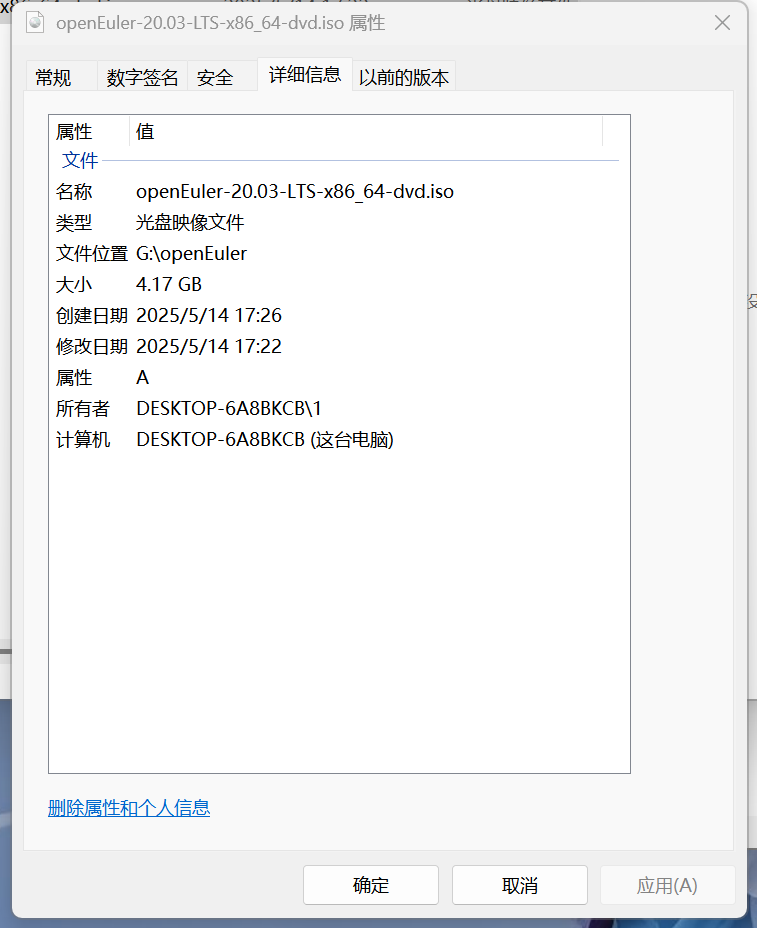 openEuler-20.03-LTS-x86_64-dvd.iso 属性
常规 数字签名 安全 详细信息 以前的版本
属性 值
文件
名称 openEuler-20.03-LTS-x86_64-dvd.iso
类型 光盘映像文件
文件位置 G:\openEuler
大小 4.17 GB
创建日期 2025/5/14 17:26
修改日期 2025/5/14 17:22
属性 A
所有者 DESKTOP-6A8BKCB\1
计算机 DESKTOP-6A8BKCB (这台电脑)
删除属性和个人信息
确定 取消 应用(A)